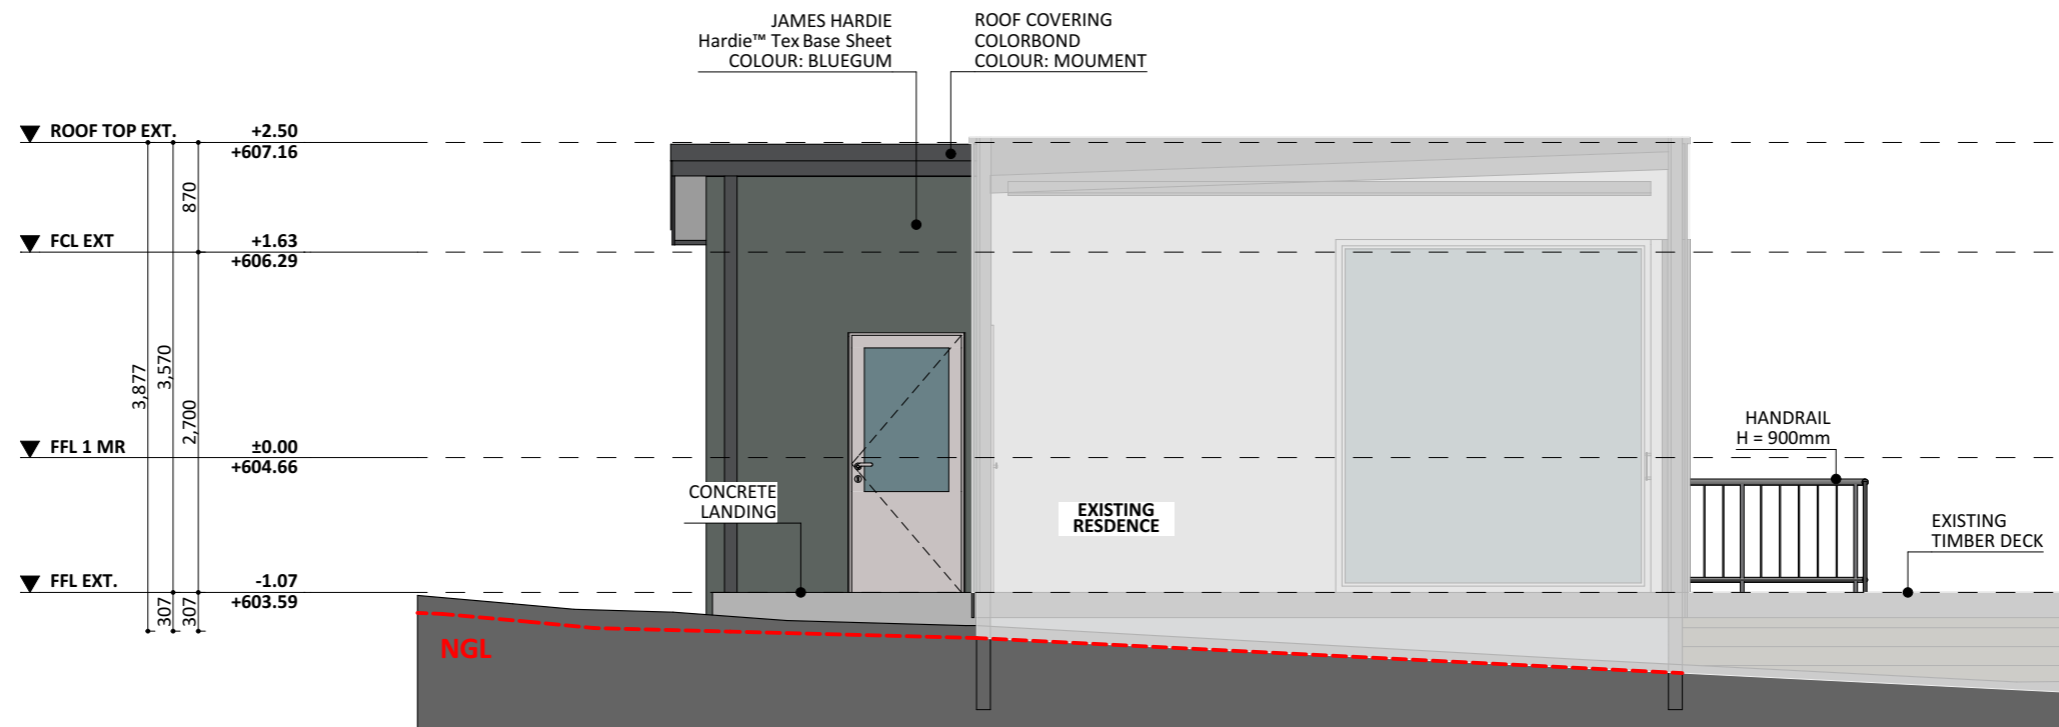 JAMES HARDIE
Hardie™ Tex Base Sheet
COLOUR: BLUEGUM
ROOF COVERING
COLORBOND
COLOUR: MOUMENT
ROOF TOP EXT.
+2.50
+607.16
870
FCL EXT
+1.63
+606.29
3,877
3,570
2,700
FFL 1 MR
±0.00
+604.66
HANDRAIL
H = 900mm
CONCRETE
LANDING
EXISTING
RESDENCE
EXISTING
TIMBER DECK
FFL EXT.
-1.07
+603.59
307
307
NGL